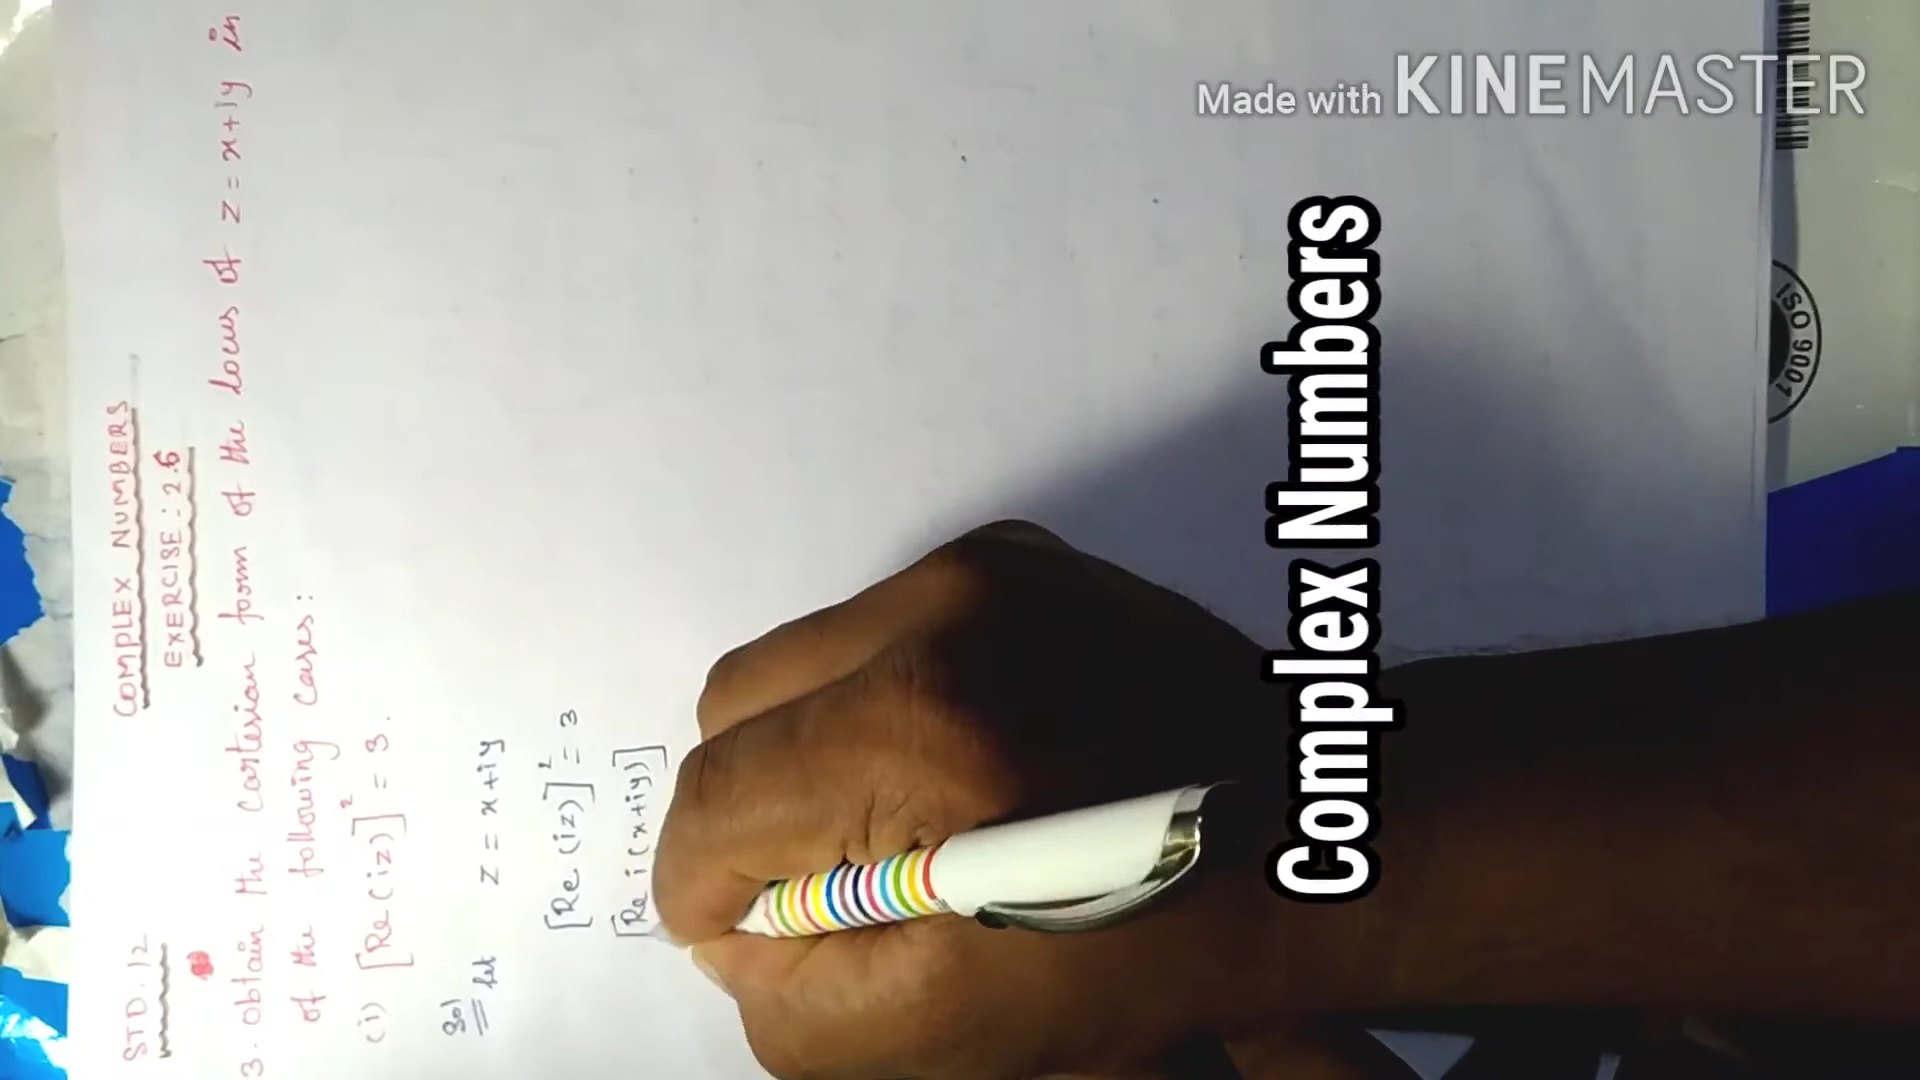 STD.12
COMPLEX NUMBERS
EXERCISE: 2.6
3. obtain the Cartesian form of the locus of z = x+iy in
of the following cases:
(i) [Re(iz)]² = 3.
Sol
Let z = x+iy
[Re(iz)]² = 3
[Re i(x+iy)]
Complex Numbers
Made with KINEMASTER
ISO 9001